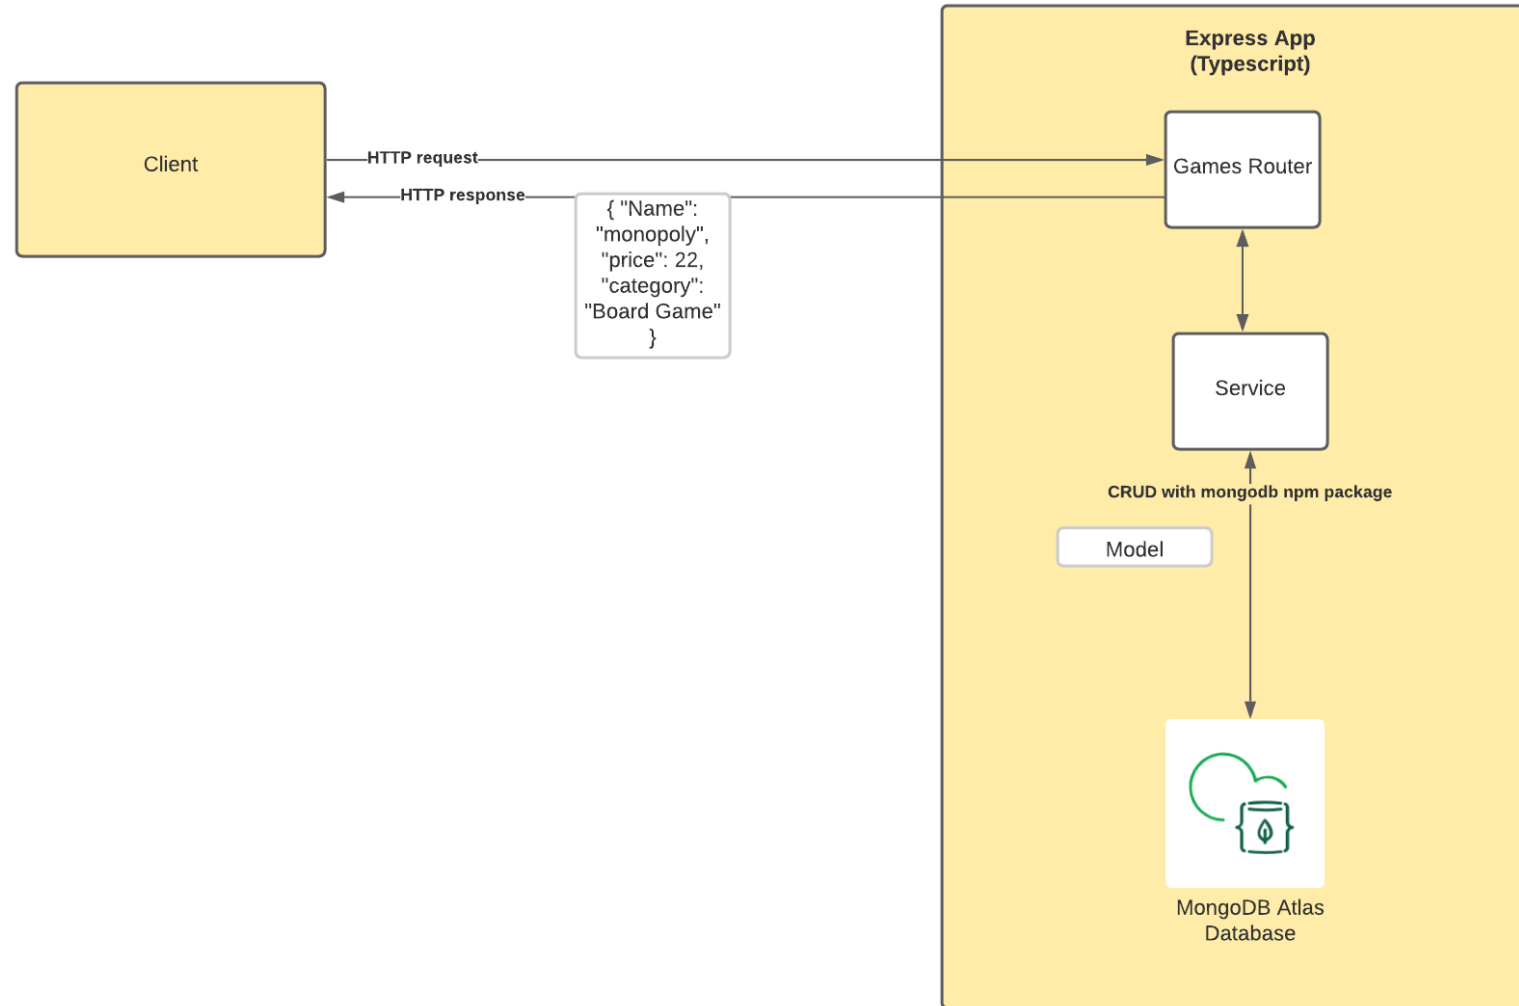 Express App
(Typescript)
Client
HTTP request
Games Router
HTTP response
{ "Name":
"monopoly",
"price": 22,
"category":
"Board Game"
}
Service
CRUD with mongodb npm package
Model
MongoDB Atlas
Database